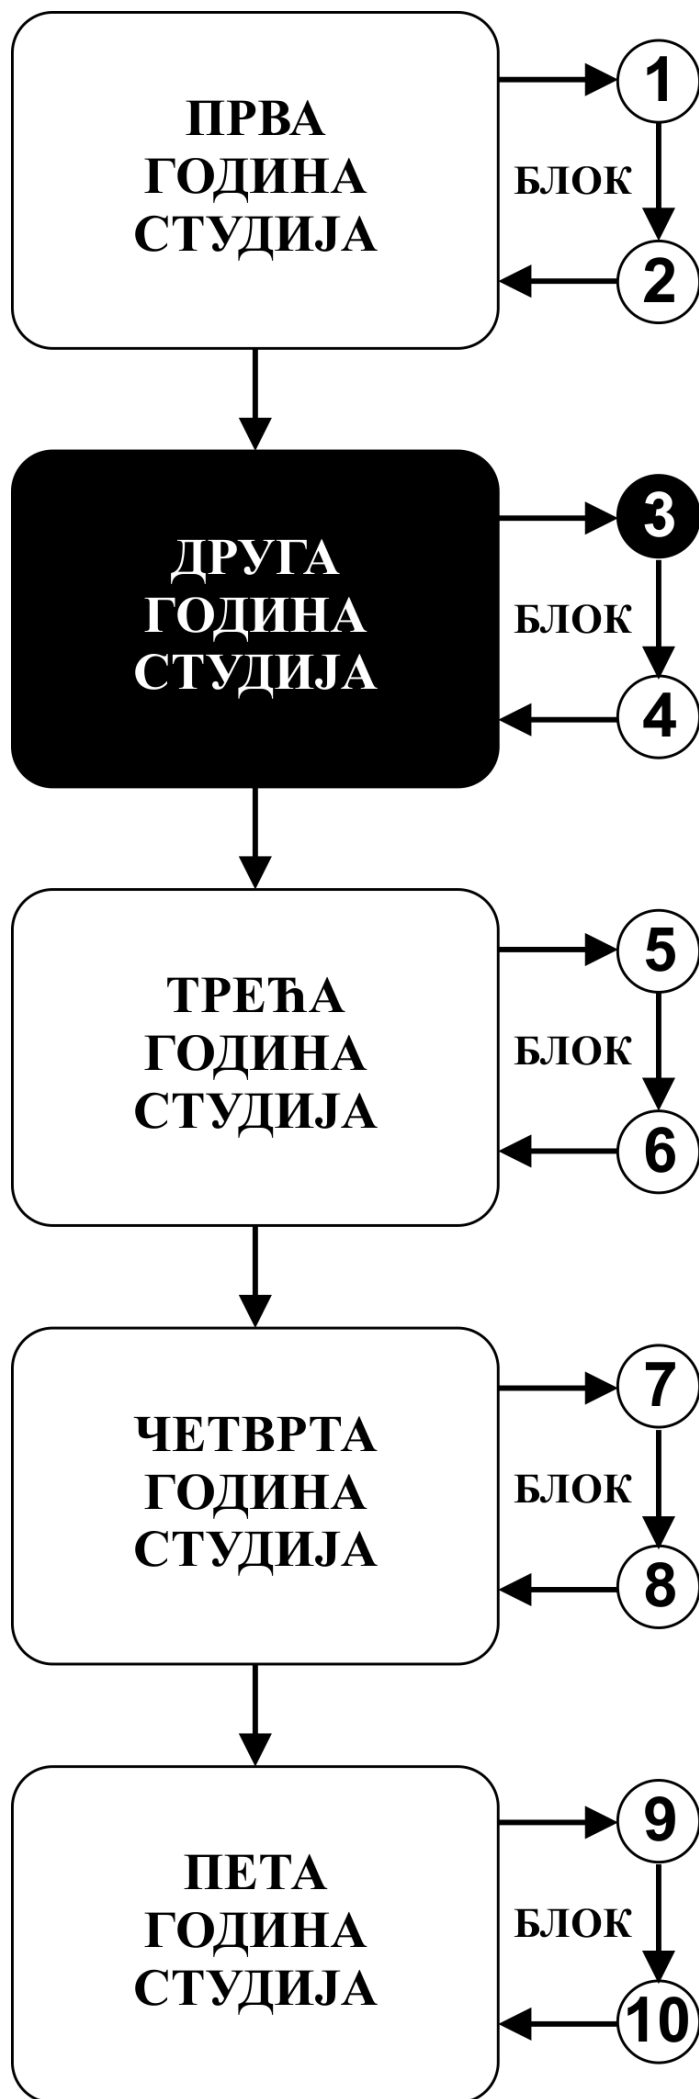 ПРВА
ГОДИНА
СТУДИЈА
1
БЛОК
2
ДРУГА
ГОДИНА
СТУДИЈА
3
БЛОК
4
ТРЕЋА
ГОДИНА
СТУДИЈА
5
БЛОК
6
ЧЕТВРТА
ГОДИНА
СТУДИЈА
7
БЛОК
8
ПЕТА
ГОДИНА
СТУДИЈА
9
БЛОК
10